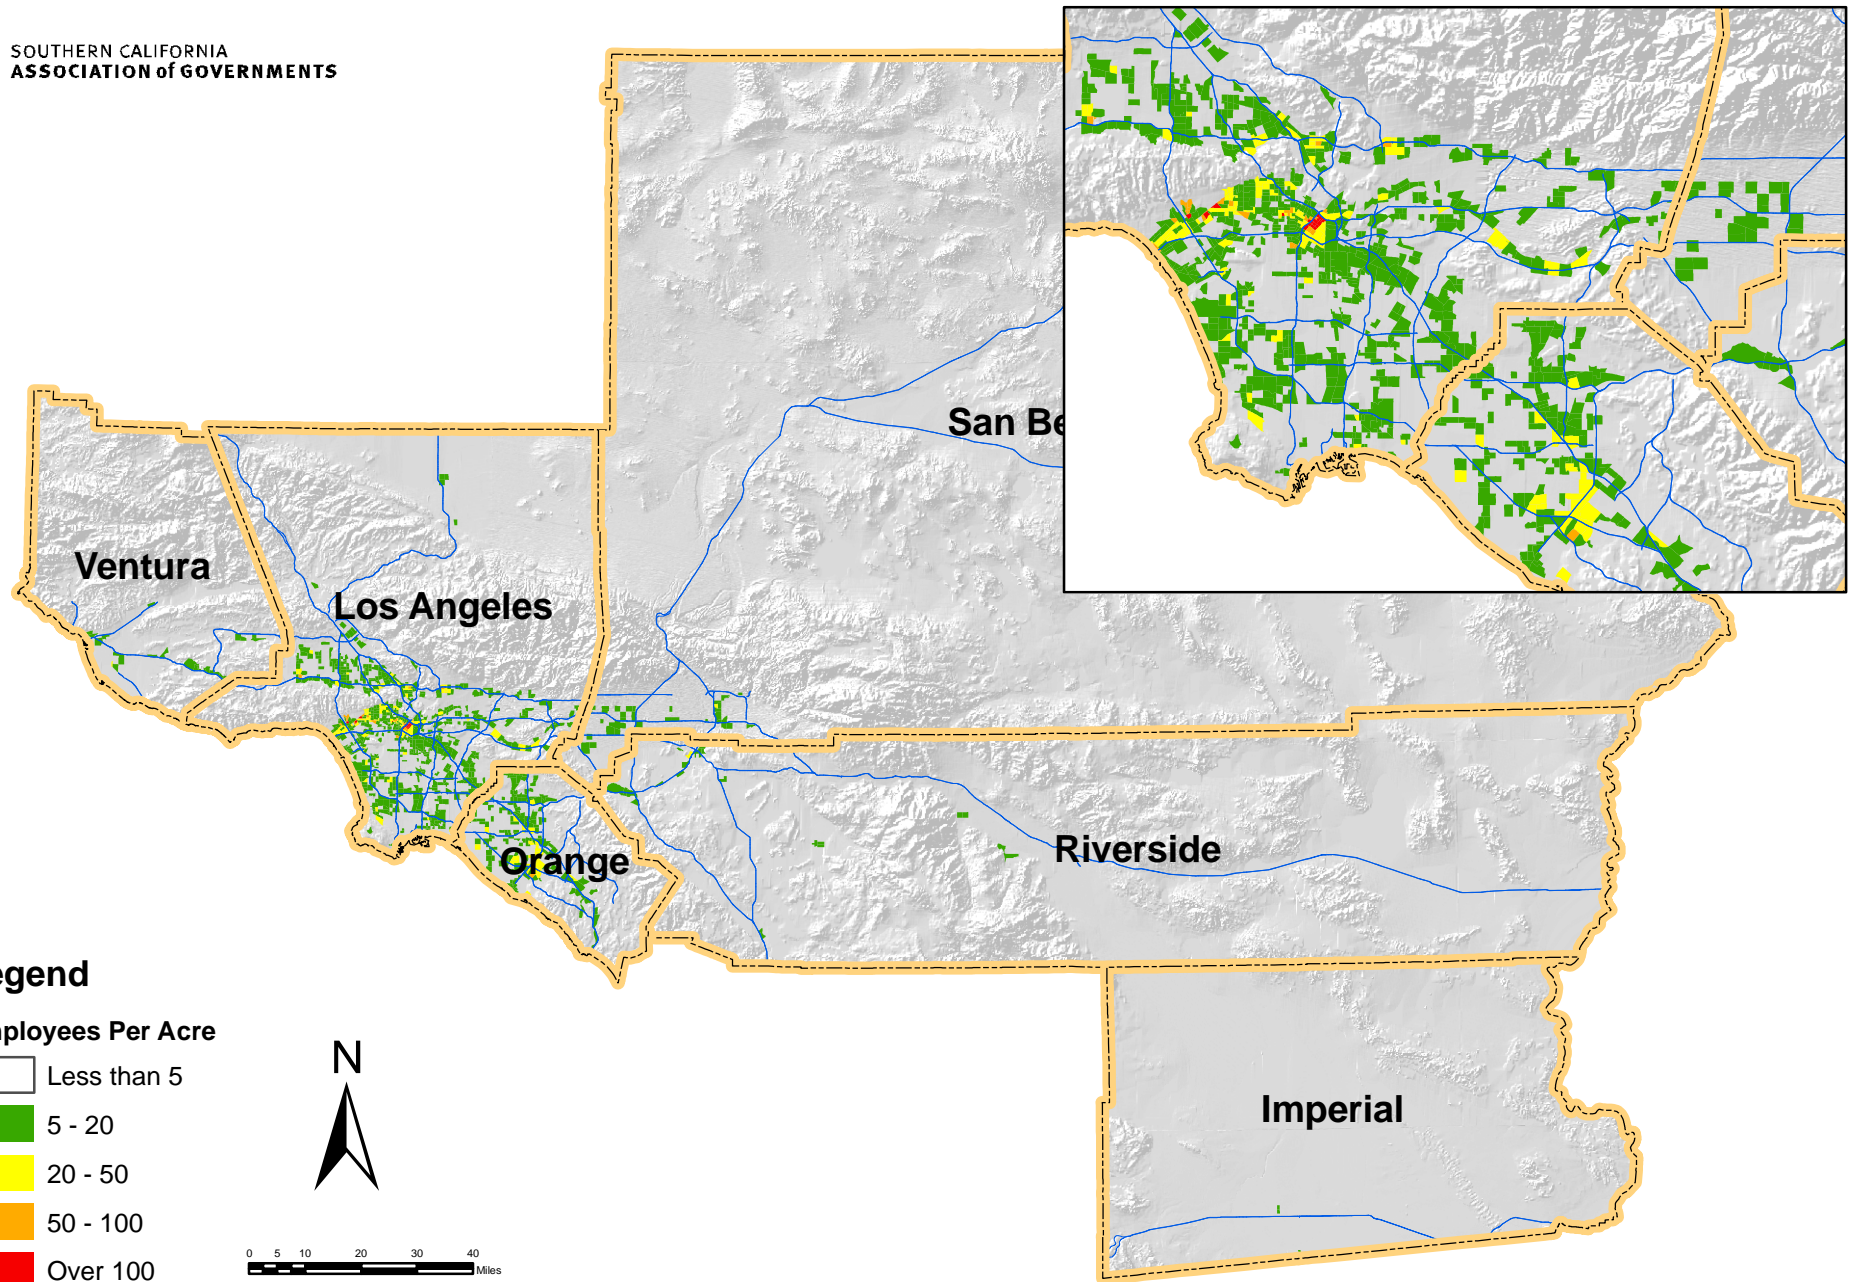 SOUTHERN CALIFORNIA
ASSOCIATION of GOVERNMENTS
San Be
Ventura
Los Angeles
Orange
Riverside
Imperial
egend
ployees Per Acre
Less than 5
5 - 20
20 - 50
50 - 100
Over 100
N
0 5 10 20 30 40
Miles